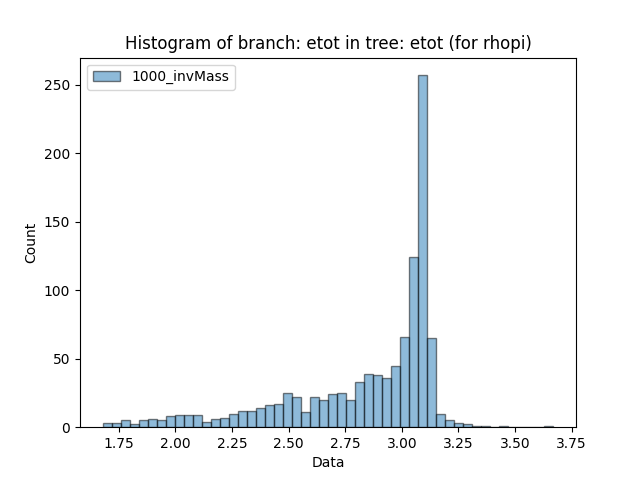 Histogram of branch: etot in tree: etot (for rhopi)
1000_invMass
Count
250
200
150
100
50
0
1.75 2.00 2.25 2.50 2.75 3.00 3.25 3.50 3.75
Data